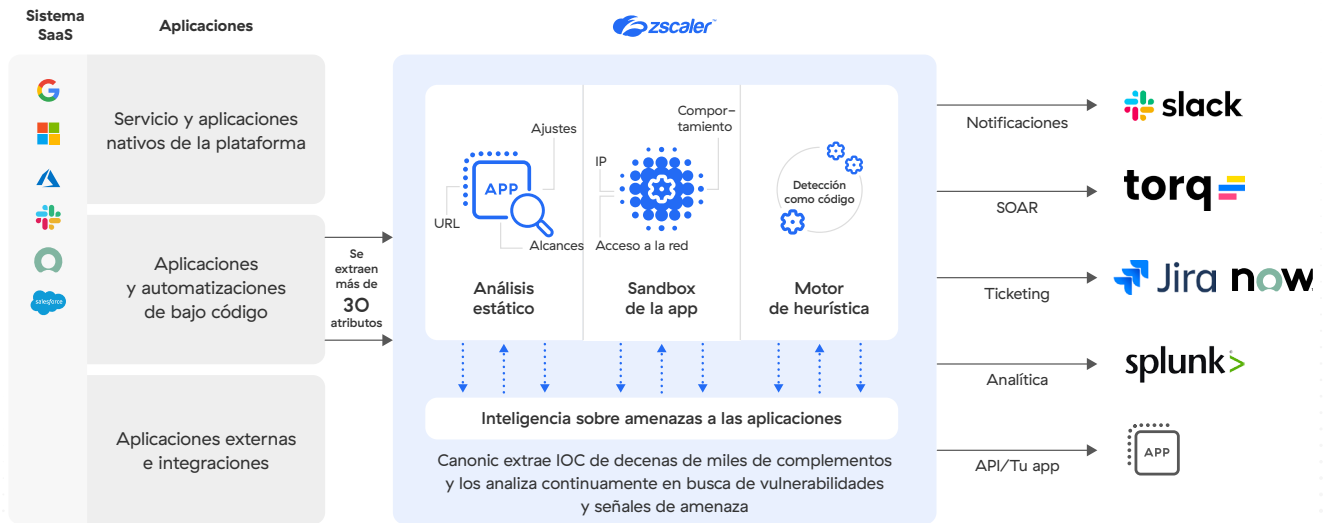 Sistema
SaaS
Aplicaciones
zscaler™
salesforce
Servicio y aplicaciones
nativos de la plataforma
Aplicaciones
y automatizaciones
de bajo código
Aplicaciones externas
e integraciones
Se
extraen
más de
30
atributos
Ajustes
APP
URL
Alcances
Análisis
estático
Compor-
tamiento
IP
Acceso a la red
Sandbox
de la app
Detección
como código
Motor
de heurística
Inteligencia sobre amenazas a las aplicaciones
Canonic extrae IOC de decenas de miles de complementos
y los analiza continuamente en busca de vulnerabilidades
y señales de amenaza
Notificaciones
slack
SOAR
torq
Ticketing
Jira now
Analítica
splunk>
API/Tu app
APP